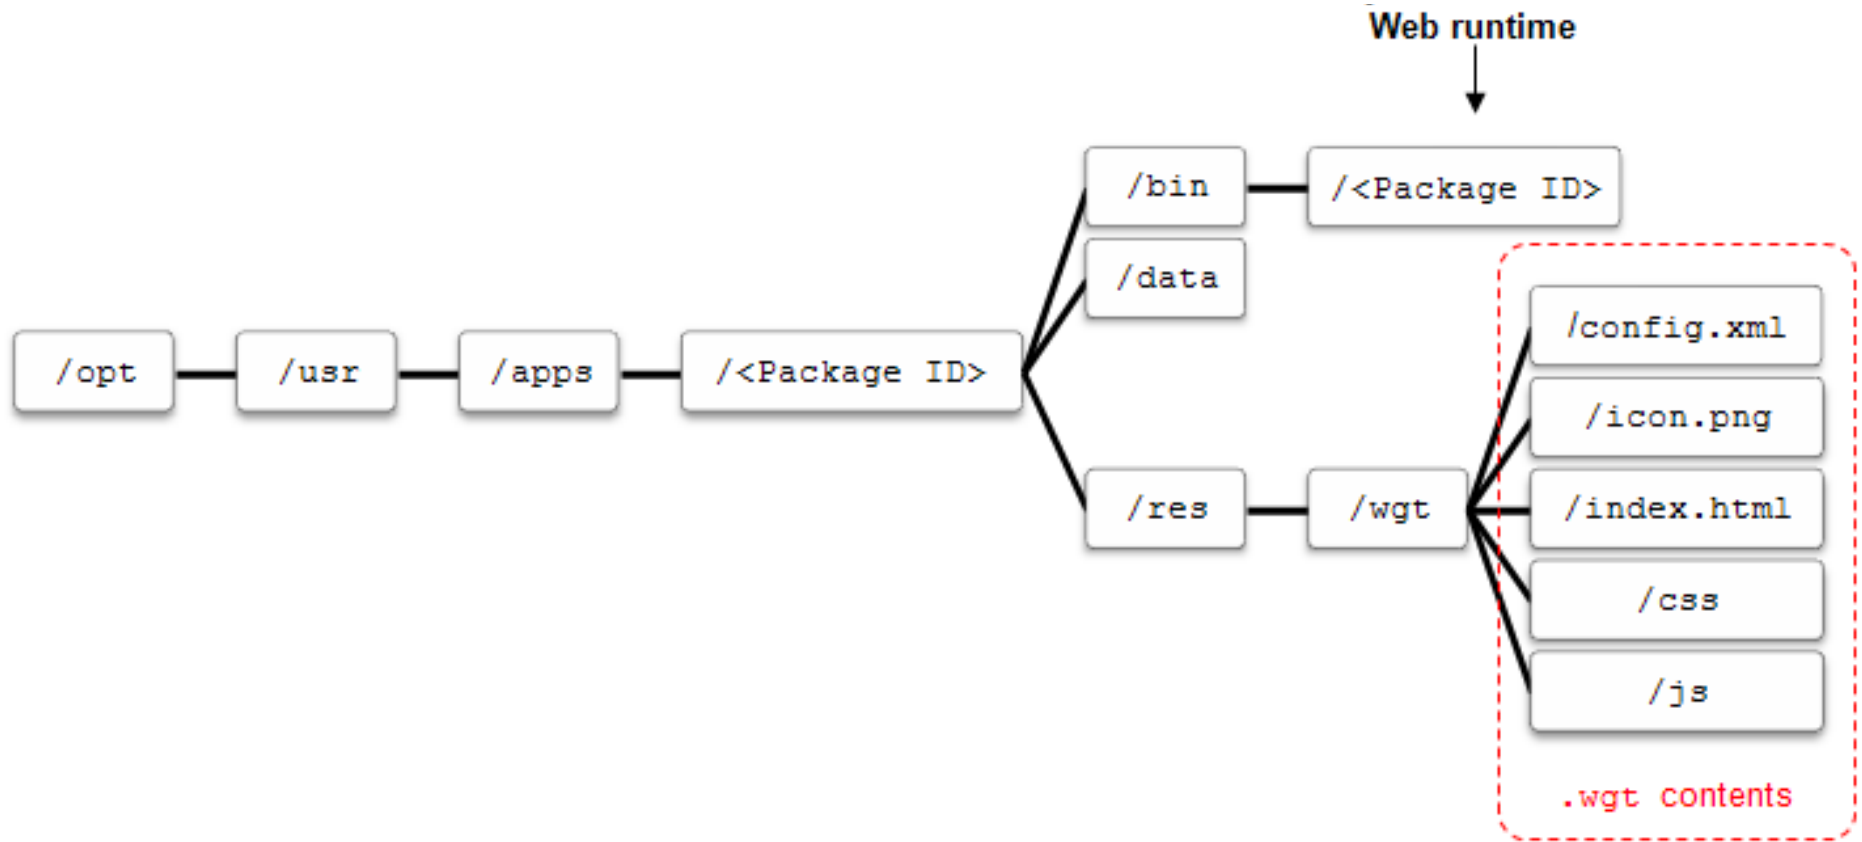 Web runtime
/bin
/<Package ID>
/data
/opt
/usr
/apps
/<Package ID>
/res
/wgt
/config.xml
/icon.png
/index.html
/css
/js
.wgt contents